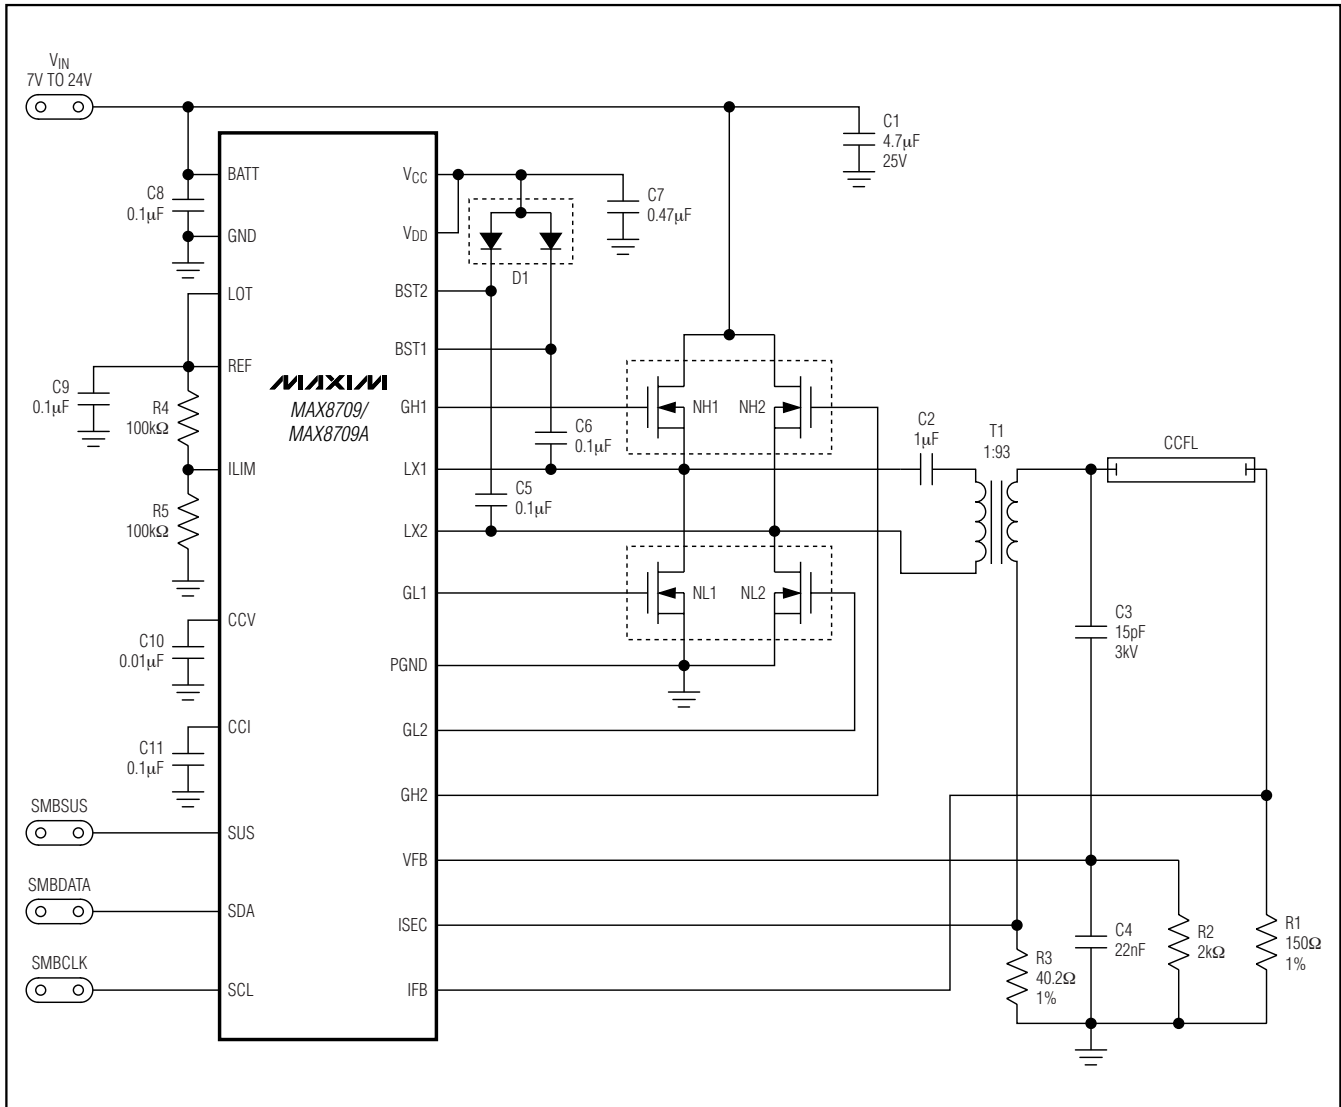 VIN
7V TO 24V
C1
4.7µF
25V
BATT
GND
LOT
REF
ILIM
CCV
CCI
SUS
SDA
SCL
VCC
VDD
BST2
BST1
GH1
LX1
LX2
GL1
PGND
GL2
GH2
VFB
ISEC
IFB
MAXIM
MAX8709/
MAX8709A
C8
0.1µF
C9
0.1µF
R4
100kΩ
R5
100kΩ
C10
0.01µF
C11
0.1µF
SMBSUS
SMBDATA
SMBCLK
C7
0.47µF
D1
C6
0.1µF
C5
0.1µF
NH1
NH2
NL1
NL2
C2
1µF
T1
1:93
CCFL
C3
15pF
3kV
C4
22nF
R2
2kΩ
R1
150Ω
1%
R3
40.2Ω
1%